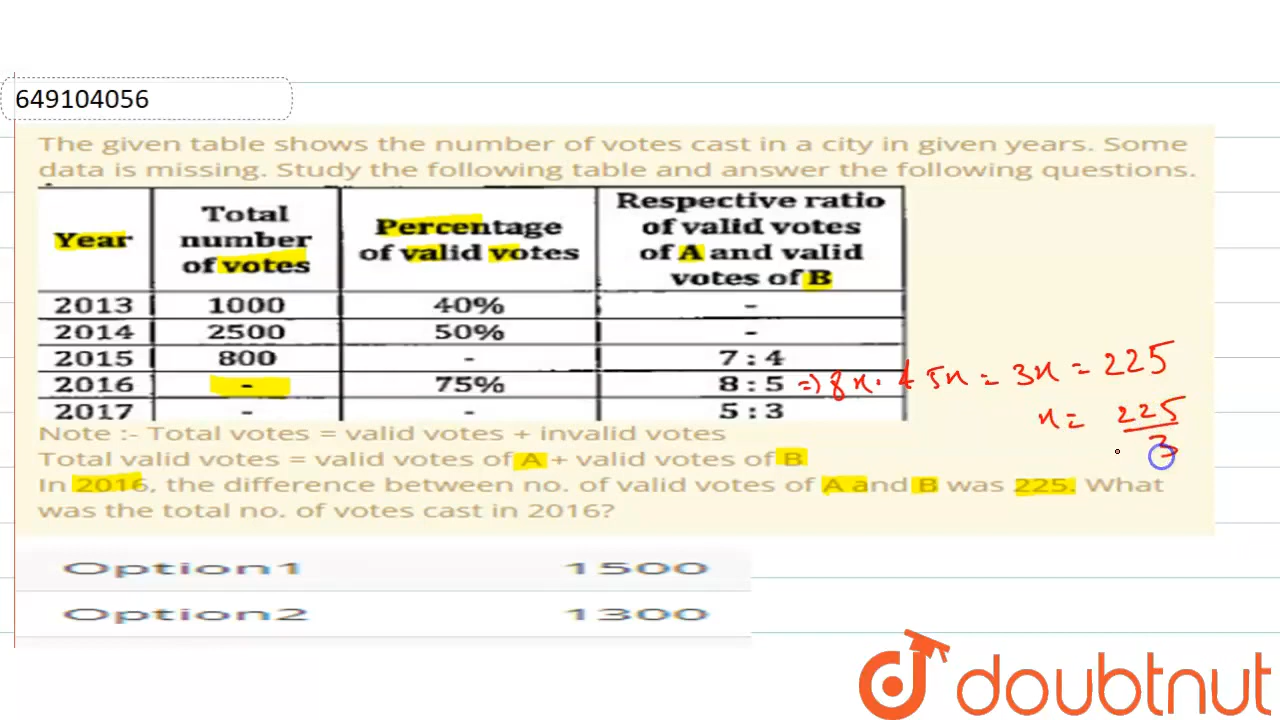 649104056
The given table shows the number of votes cast in a city in given years. Some
data is missing. Study the following table and answer the following questions.
Year Total number of votes Percentage of valid votes Respective ratio of valid votes of A and valid votes of B
2013 1000 40% -
2014 2500 50% -
2015 800 - 7 : 4
2016 - 75% 8 : 5 => 8x - 5x = 3x = 225
2017 - - 5 : 3
x = 225/3
Note :- Total votes = valid votes + invalid votes
Total valid votes = valid votes of A + valid votes of B
In 2016, the difference between no. of valid votes of A and B was 225. What
was the total no. of votes cast in 2016?
Option1 1500
Option2 1300
doubtnut